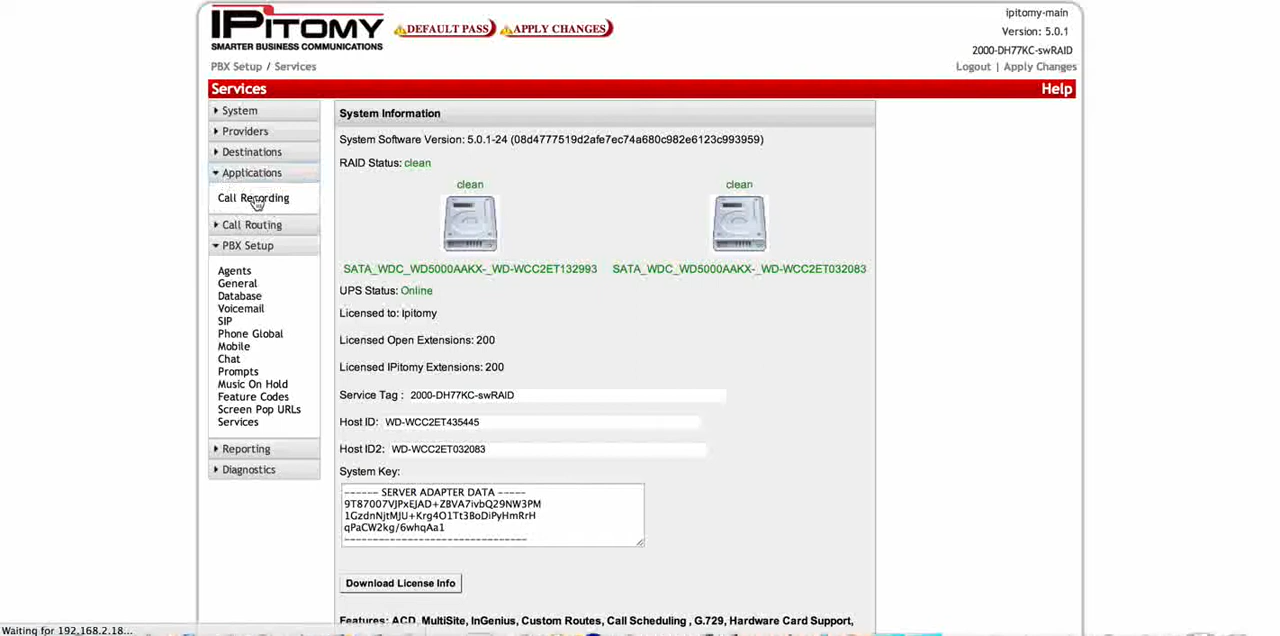 IPITOMY
SMARTER BUSINESS COMMUNICATIONS
DEFAULT PASS
APPLY CHANGES
ipitomy-main
Version: 5.0.1
2000-DH77KC-swRAID
PBX Setup / Services
Logout | Apply Changes
Services
Help
System
Providers
Destinations
Applications
Call Recording
Call Routing
PBX Setup
Agents
General
Database
Voicemail
SIP
Phone Global
Mobile
Chat
Prompts
Music On Hold
Feature Codes
Screen Pop URLs
Services
Reporting
Diagnostics
System Information
System Software Version: 5.0.1-24 (08d4777519d2afe7ec74a680c982e6123c993959)
RAID Status: clean
clean
clean
SATA_WDC_WD5000AAKX-_WD-WCC2ET132993
SATA_WDC_WD5000AAKX-_WD-WCC2ET032083
UPS Status: Online
Licensed to: Ipitomy
Licensed Open Extensions: 200
Licensed IPitomy Extensions: 200
Service Tag : 2000-DH77KC-swRAID
Host ID: WD-WCC2ET435445
Host ID2: WD-WCC2ET032083
System Key:
------ SERVER ADAPTER DATA -----
9T87007VJPxEJAD+ZBVA7ivbQ29NW3PM
1GzdnNjtMJU+Krg4O1Tt3BoDiPyHmRrH
qPaCW2kg/6whqAa1
--------------------------------
Download License Info
Features: ACD, MultiSite, InGenius, Custom Routes, Call Scheduling , G.729, Hardware Card Support,
Waiting for 192.168.2.18...